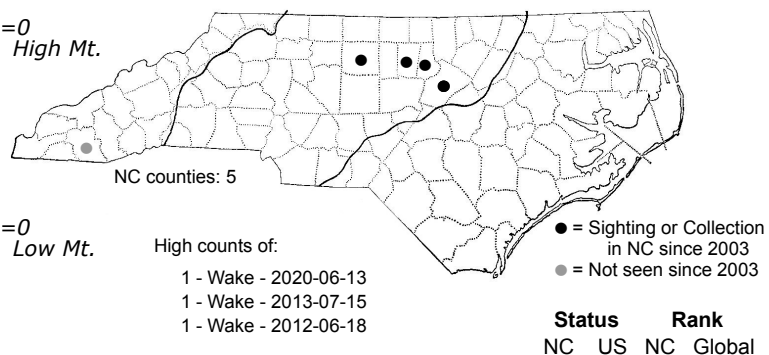 =0
High Mt.
NC counties: 5
=0
Low Mt.
High counts of:
1 - Wake - 2020-06-13
1 - Wake - 2013-07-15
1 - Wake - 2012-06-18
● = Sighting or Collection
in NC since 2003
● = Not seen since 2003
Status Rank
NC US NC Global